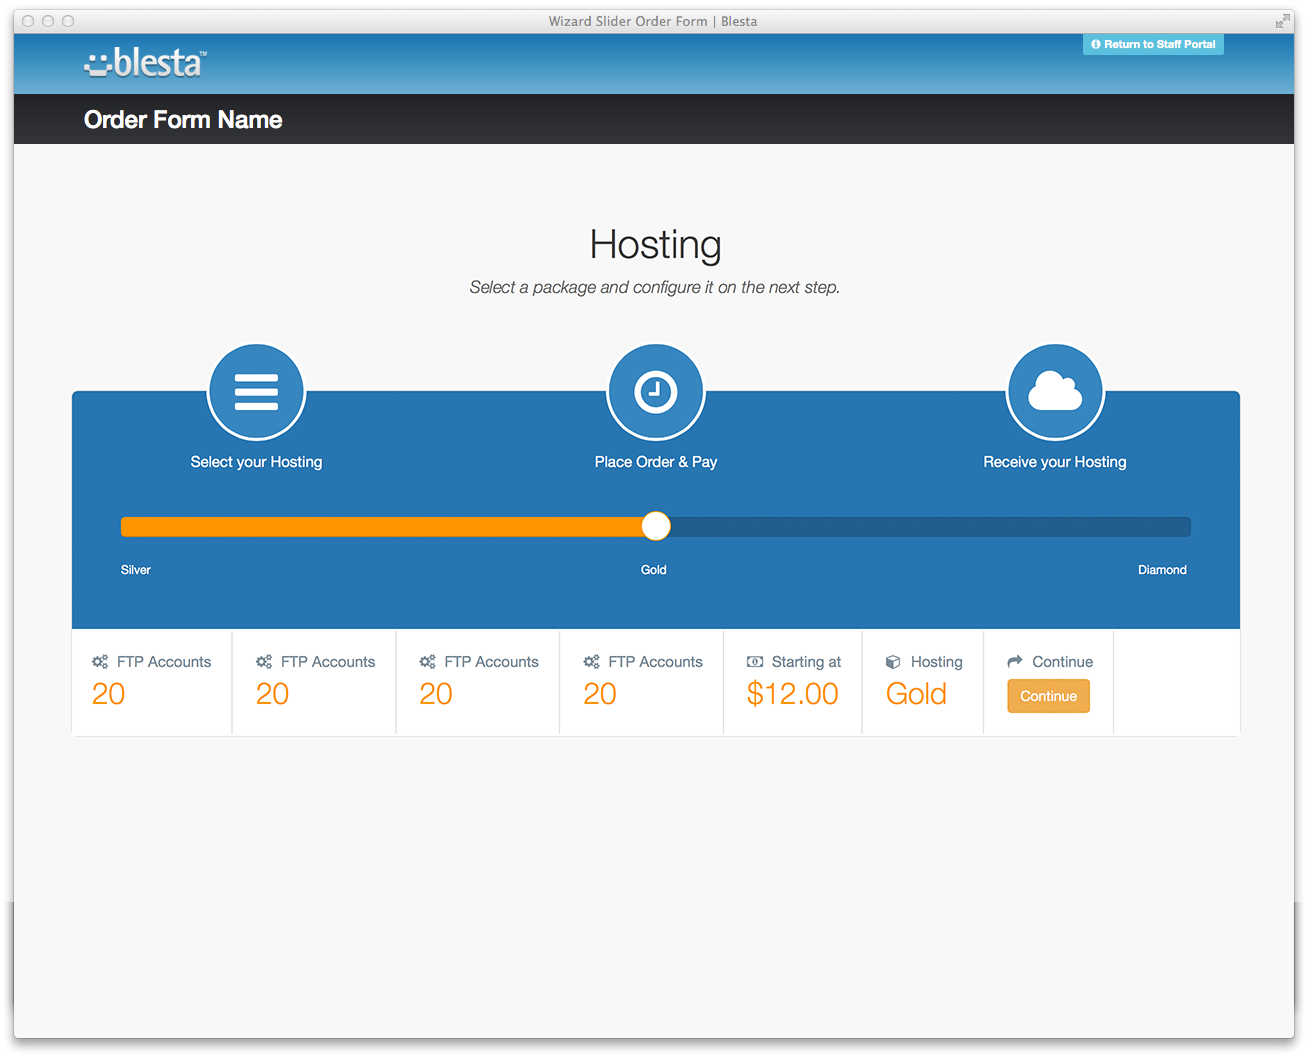 Wizard Slider Order Form | Blesta
Return to Staff Portal
blesta™
Order Form Name
Hosting
Select a package and configure it on the next step.
Select your Hosting
Place Order & Pay
Receive your Hosting
Silver
Gold
Diamond
FTP Accounts
20
FTP Accounts
20
FTP Accounts
20
FTP Accounts
20
Starting at
$12.00
Hosting
Gold
Continue
Continue